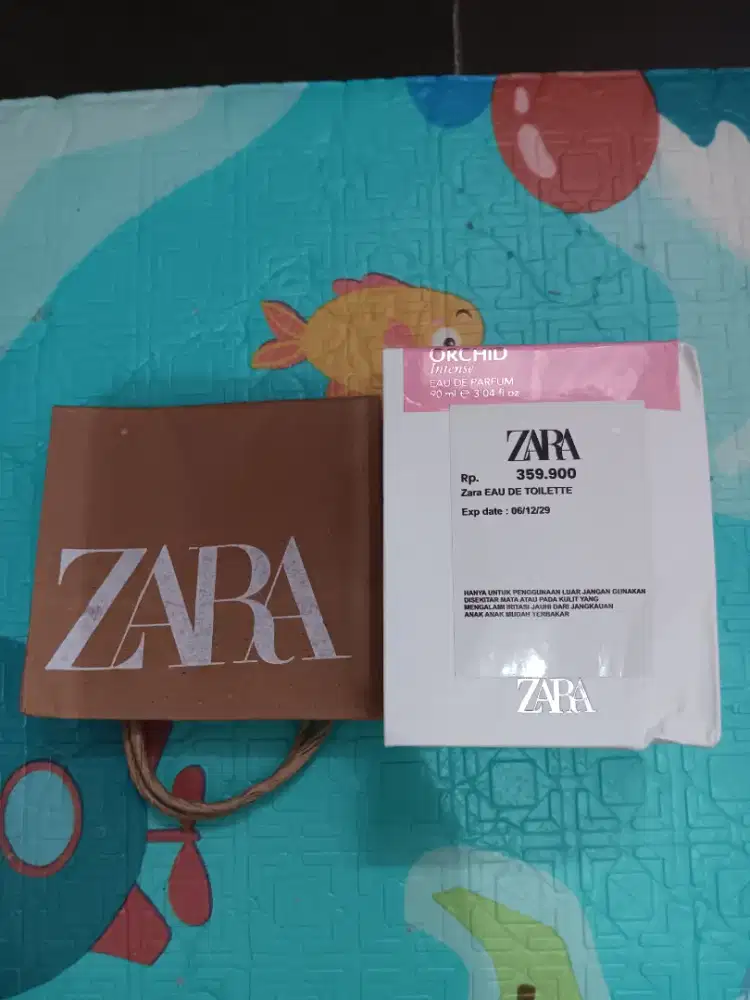 ZARA
ORCHID
Intense
EAU DE PARFUM
90 ml e 3.04 fl oz
ZARA
Rp. 359.900
Zara EAU DE TOILETTE
Exp date : 06/12/29
HANYA UNTUK PENGGUNAAN LUAR JANGAN GUNAKAN
DISEKITAR MATA ATAU PADA KULIT YANG
MENGALAMI IRITASI JAUHI DARI JANGKAUAN
ANAK ANAK MUDAH TERBAKAR
ZARA